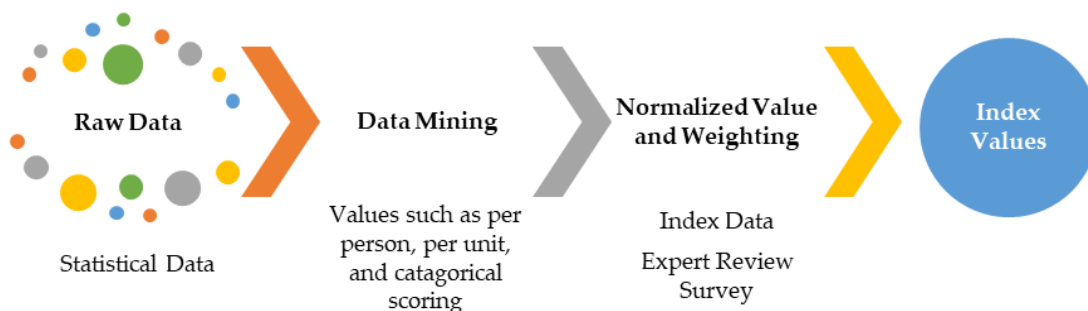 Raw Data
Statistical Data
Data Mining
Values such as per
person, per unit,
and catagorical
scoring
Normalized Value
and Weighting
Index Data
Expert Review
Survey
Index
Values